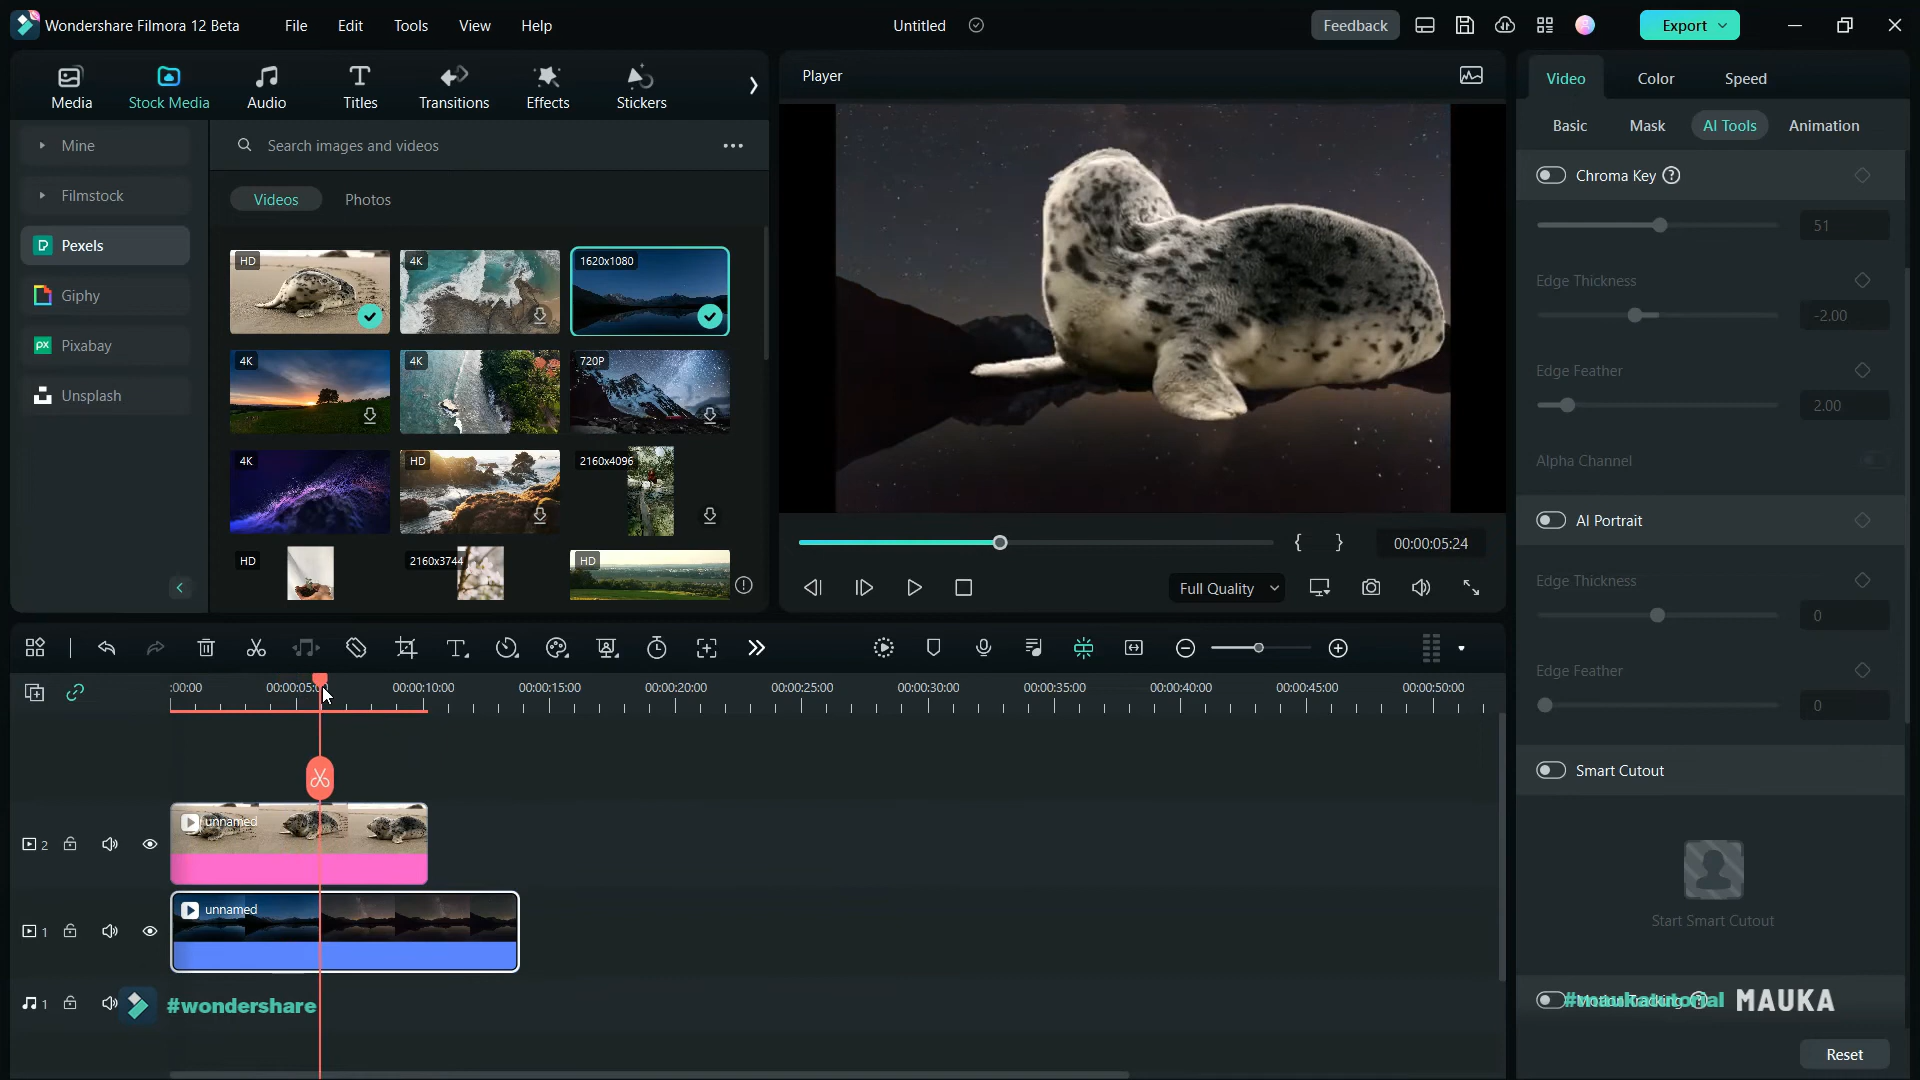 Wondershare Filmora 12 Beta
File
Edit
Tools
View
Help
Untitled
Feedback
Export
Media
Stock Media
Audio
Titles
Transitions
Effects
Stickers
Mine
Filmstock
Pexels
Giphy
Pixabay
Unsplash
Search images and videos
Videos
Photos
HD
4K
1620x1080
4K
4K
720P
4K
HD
2160x4096
HD
2160x3744
HD
Player
00:00:05:24
Full Quality
Video
Color
Speed
Basic
Mask
AI Tools
Animation
Chroma Key
51
Edge Thickness
-2.00
Edge Feather
2.00
Alpha Channel
AI Portrait
Edge Thickness
0
Edge Feather
0
Smart Cutout
Start Smart Cutout
MAUKA
Reset
:00:00
00:00:10:00
00:00:15:00
00:00:20:00
00:00:25:00
00:00:30:00
00:00:35:00
00:00:40:00
00:00:45:00
00:00:50:00
2
unnamed
1
unnamed
1
#wondershare